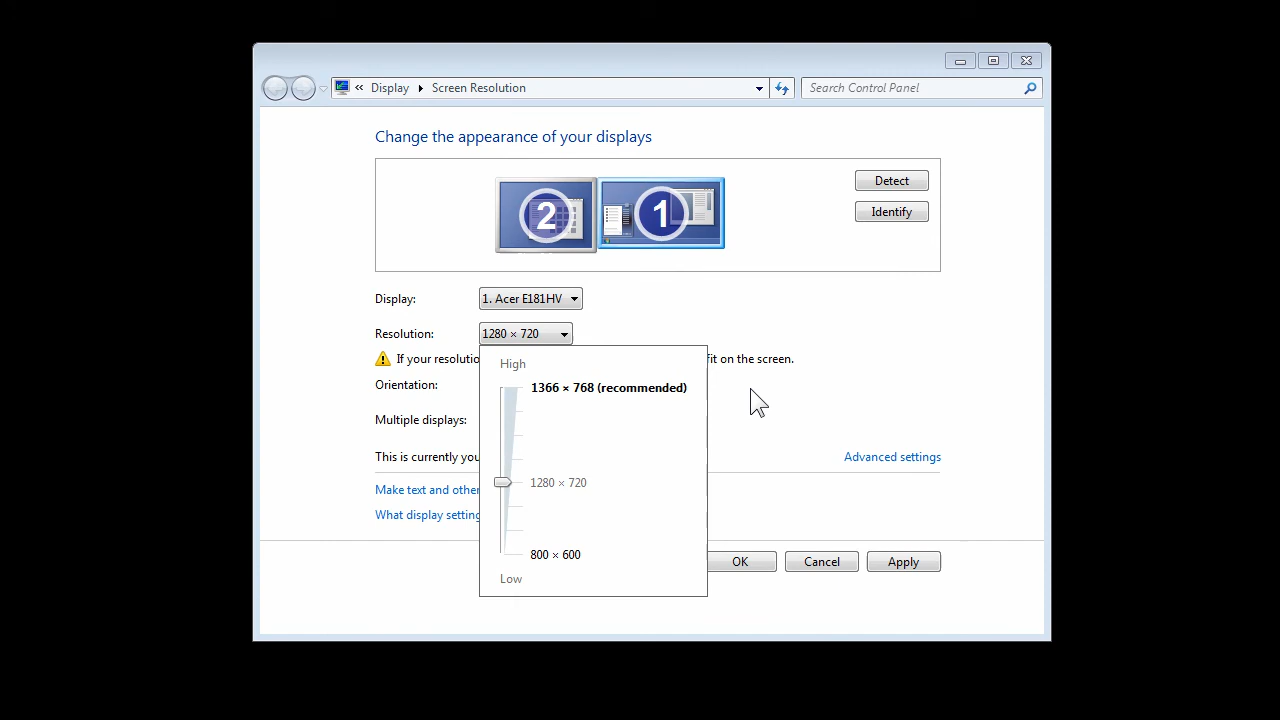 « Display ▸ Screen Resolution
Search Control Panel
Change the appearance of your displays
2 1
Detect
Identify
Display: 1. Acer E181HV
Resolution: 1280 × 720
If your resolutio fit on the screen.
High
Orientation:
1366 × 768 (recommended)
Multiple displays:
This is currently you
Advanced settings
1280 × 720
Make text and other
What display setting
800 × 600
Low
OK Cancel Apply